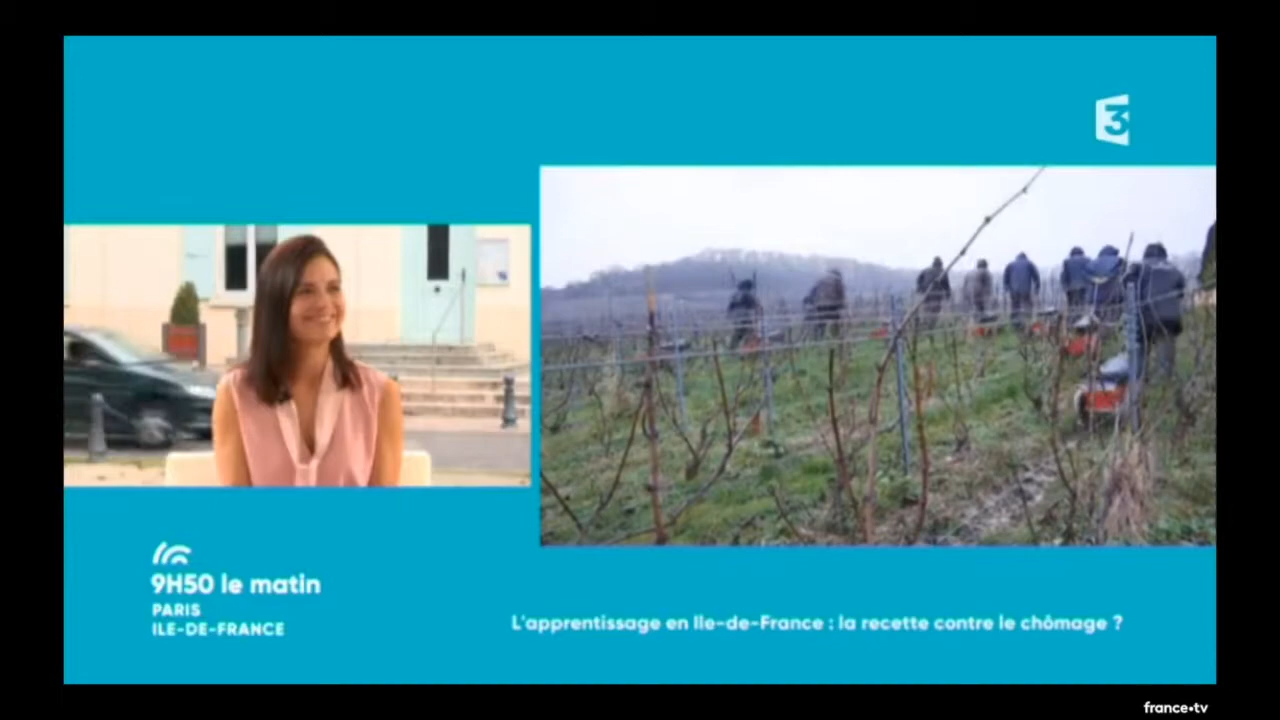 3
9H50 le matin
PARIS
ILE-DE-FRANCE
L'apprentissage en Ile-de-France : la recette contre le chômage ?
france•tv